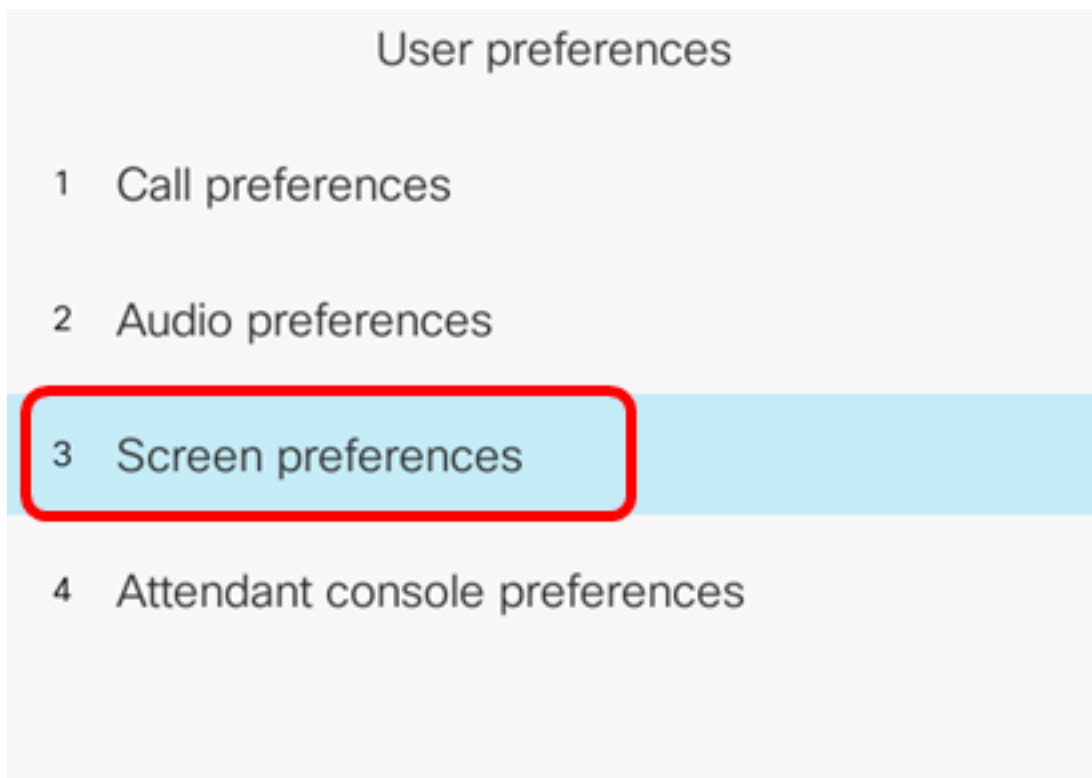 User preferences
1 Call preferences
2 Audio preferences
3 Screen preferences
4 Attendant console preferences